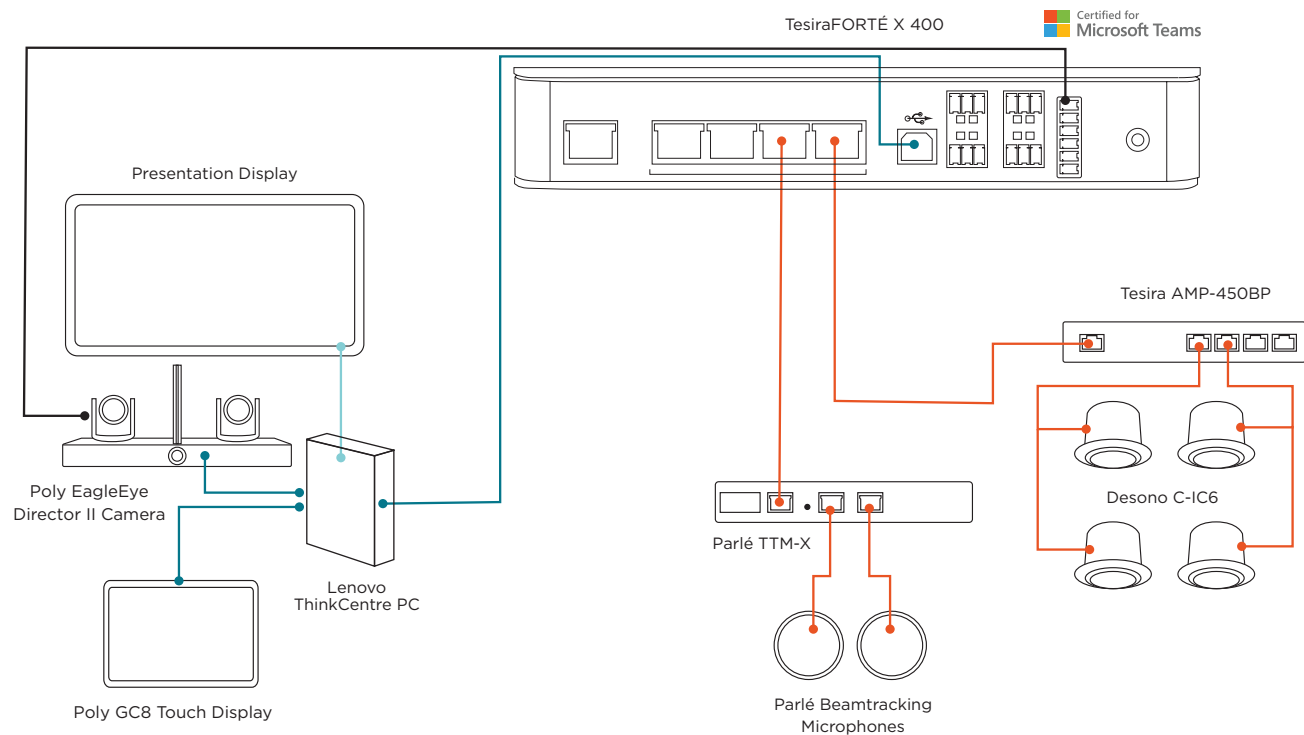 TesiraFORTÉ X 400
Certified for
Microsoft Teams
Presentation Display
Tesira AMP-450BP
Poly EagleEye
Director II Camera
Desono C-IC6
Parlé TTM-X
Lenovo
ThinkCentre PC
Poly GC8 Touch Display
Parlé Beamtracking
Microphones